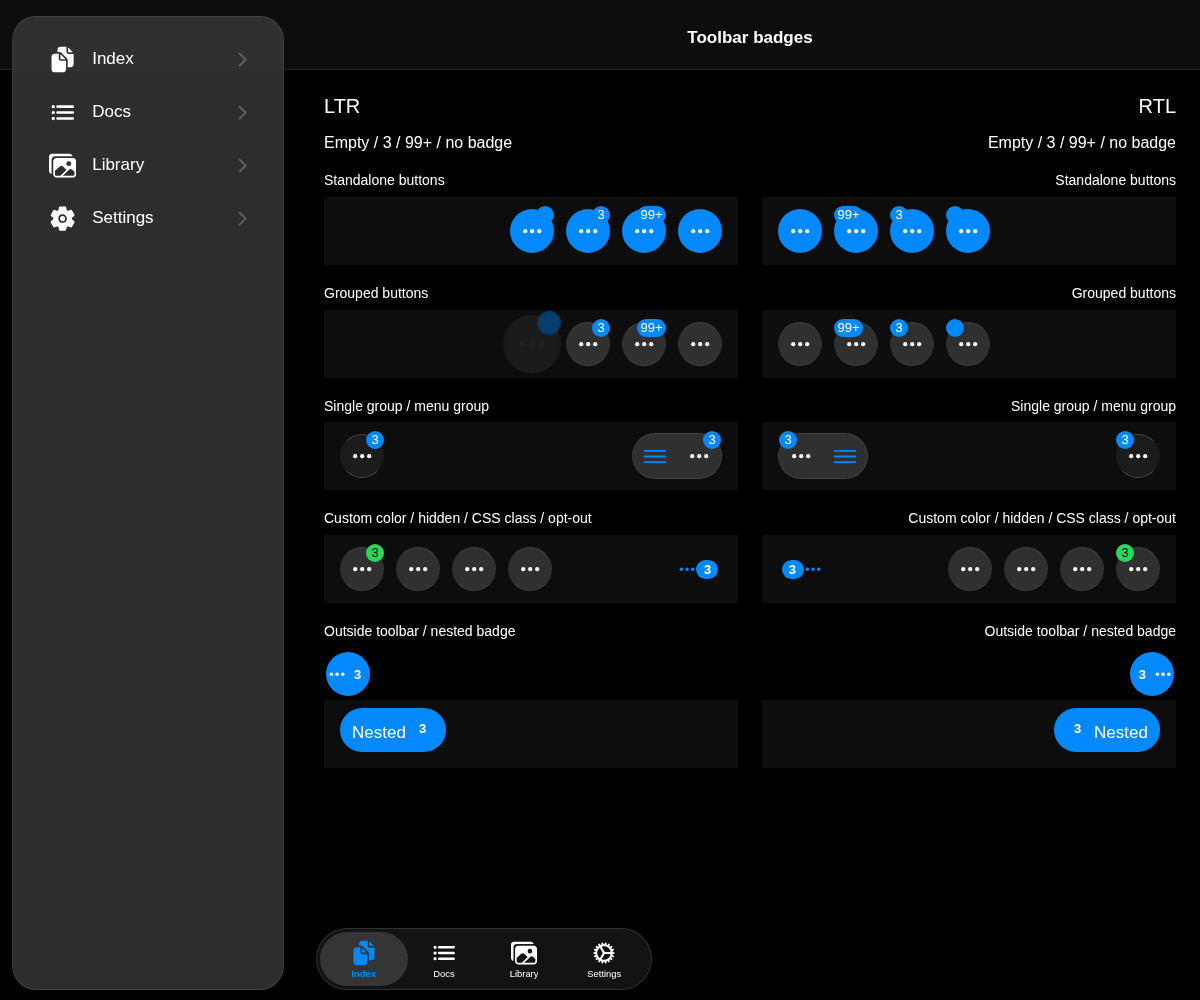 Toolbar badges
Index
Docs
Library
Settings
LTR
Empty / 3 / 99+ / no badge
Standalone buttons
3
99+
Grouped buttons
3
99+
Single group / menu group
3
3
Custom color / hidden / CSS class / opt-out
3
3
Outside toolbar / nested badge
3
Nested 3
RTL
Empty / 3 / 99+ / no badge
Standalone buttons
99+
3
Grouped buttons
99+
3
Single group / menu group
3
3
Custom color / hidden / CSS class / opt-out
3
3
Outside toolbar / nested badge
3
3 Nested
Index
Docs
Library
Settings